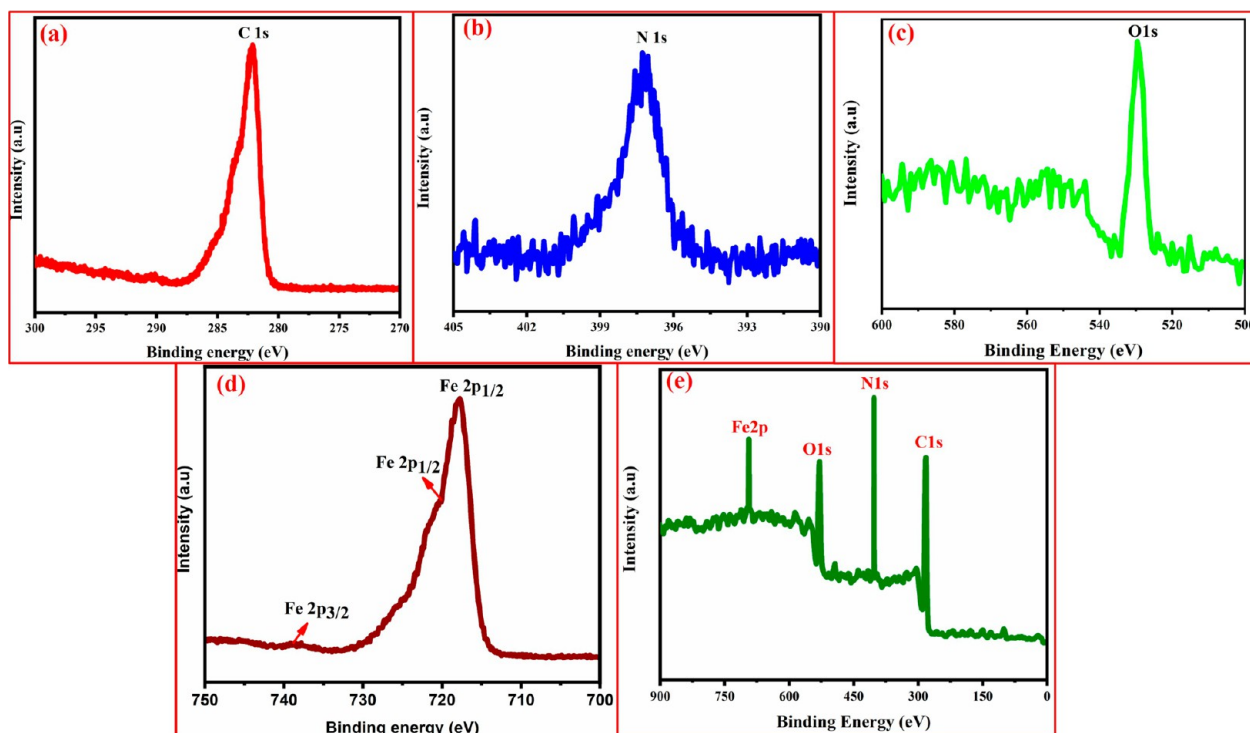 (a)
C 1s
Intensity (a.u)
300 295 290 285 280 275 270
Binding energy (eV)
(b)
N 1s
Intensity (a.u)
405 402 399 396 393 390
Binding energy (eV)
(c)
O1s
Intensity (a.u)
600 580 560 540 520 500
Binding Energy (eV)
(d)
Fe 2p1/2
Fe 2p1/2
Fe 2p3/2
Intensity (a.u)
750 740 730 720 710 700
Binding energy (eV)
(e)
N1s
Fe2p
O1s
C1s
Intensity (a.u)
900 750 600 450 300 150 0
Binding Energy (eV)